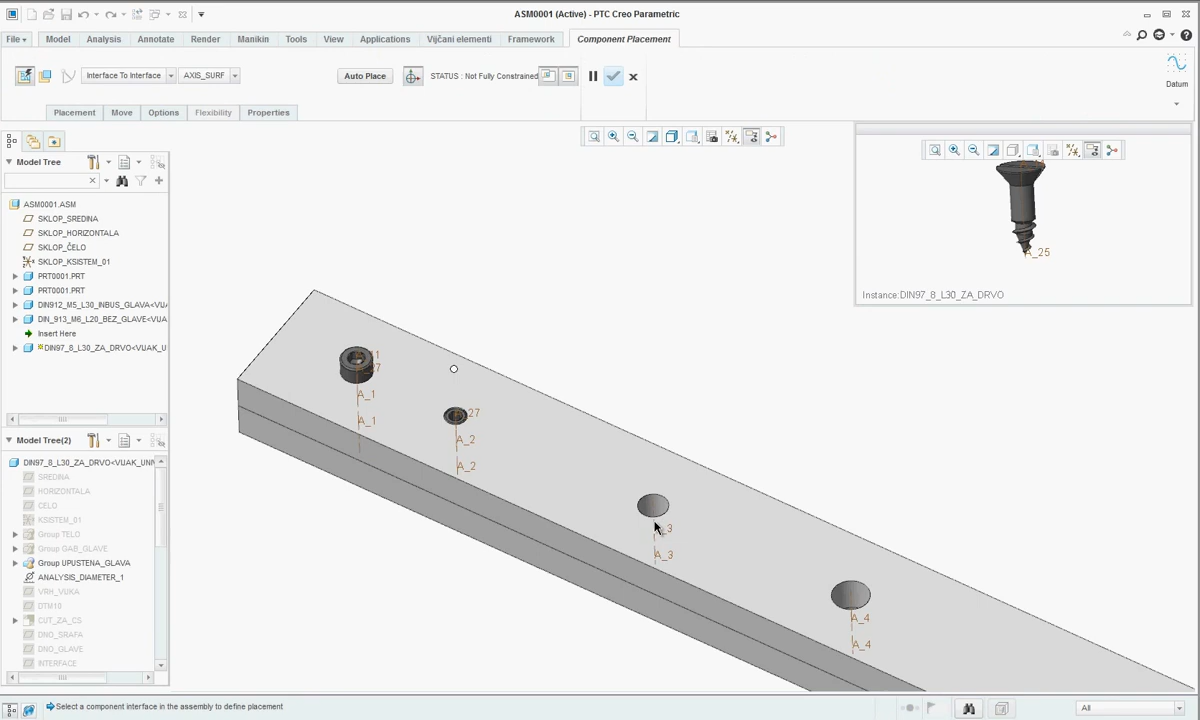 ASM0001 (Active) - PTC Creo Parametric
File Model Analysis Annotate Render Manikin Tools View Applications Vijčani elementi Framework Component Placement
Interface To Interface AXIS_SURF Auto Place STATUS : Not Fully Constrained
Datum
Placement Move Options Flexibility Properties
Model Tree
ASM0001.ASM
SKLOP_SREDINA
SKLOP_HORIZONTALA
SKLOP_ČELO
SKLOP_KSISTEM_01
PRT0001.PRT
PRT0001.PRT
DIN912_M5_L30_INBUS_GLAVA<VIJA
DIN_913_M6_L20_BEZ_GLAVE<VIJA
Insert Here
DIN97_8_L30_ZA_DRVO<VIJAK_U
Model Tree(2)
DIN97_8_L30_ZA_DRVO<VIJAK_UNIV
SREDINA
HORIZONTALA
CELO
KSISTEM_01
Group TELO
Group GAB_GLAVE
Group UPUSTENA_GLAVA
ANALYSIS_DIAMETER_1
VRH_VIJKA
DTM10
CUT_ZA_CS
DNO_SRAFA
DNO_GLAVE
INTERFACE
A_25
Instance:DIN97_8_L30_ZA_DRVO
A_1
A_1
27
A_2
A_2
3
A_3
A_4
A_4
Select a component interface in the assembly to define placement
All